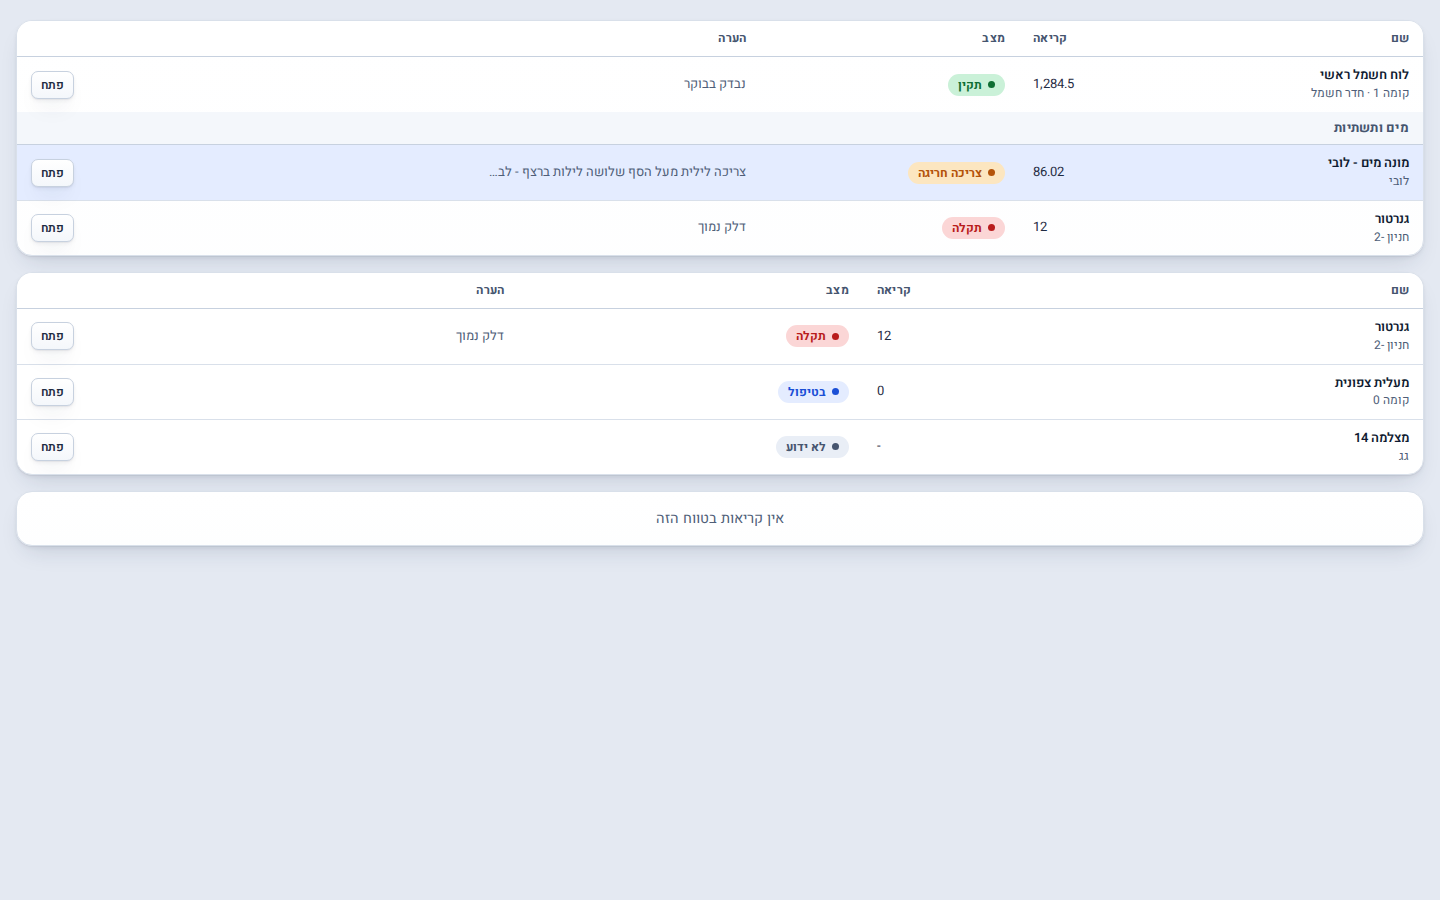 שם קריאה מצב הערה
לוח חשמל ראשי 1,284.5 תקין נבדק בבוקר פתח
קומה 1 · חדר חשמל
מים ותשתיות
מונה מים - לובי 86.02 צריכה חריגה צריכה לילית מעל הסף שלושה לילות ברצף - לב... פתח
לובי
גנרטור 12 תקלה דלק נמוך פתח
חניון -2
שם קריאה מצב הערה
גנרטור 12 תקלה דלק נמוך פתח
חניון -2
מעלית צפונית 0 בטיפול פתח
קומה 0
מצלמה 14 - לא ידוע פתח
גג
אין קריאות בטווח הזה